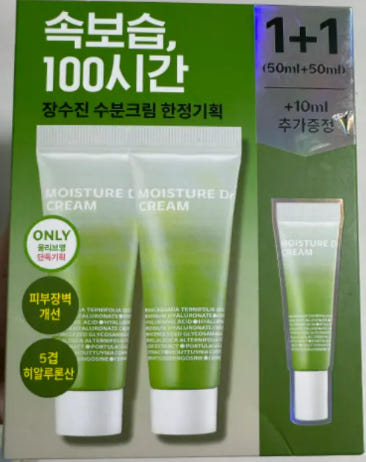 속보습,
100시간
장수진 수분크림 한정기획
1+1
(50ml+50ml)
+10ml
추가증정
MOISTURE D
CREAM
MOISTURE Dr
CREAM
MOISTURE D
CREAM
ONLY
올리브영
단독기획
피부장벽
개선
5겹
히알루론산